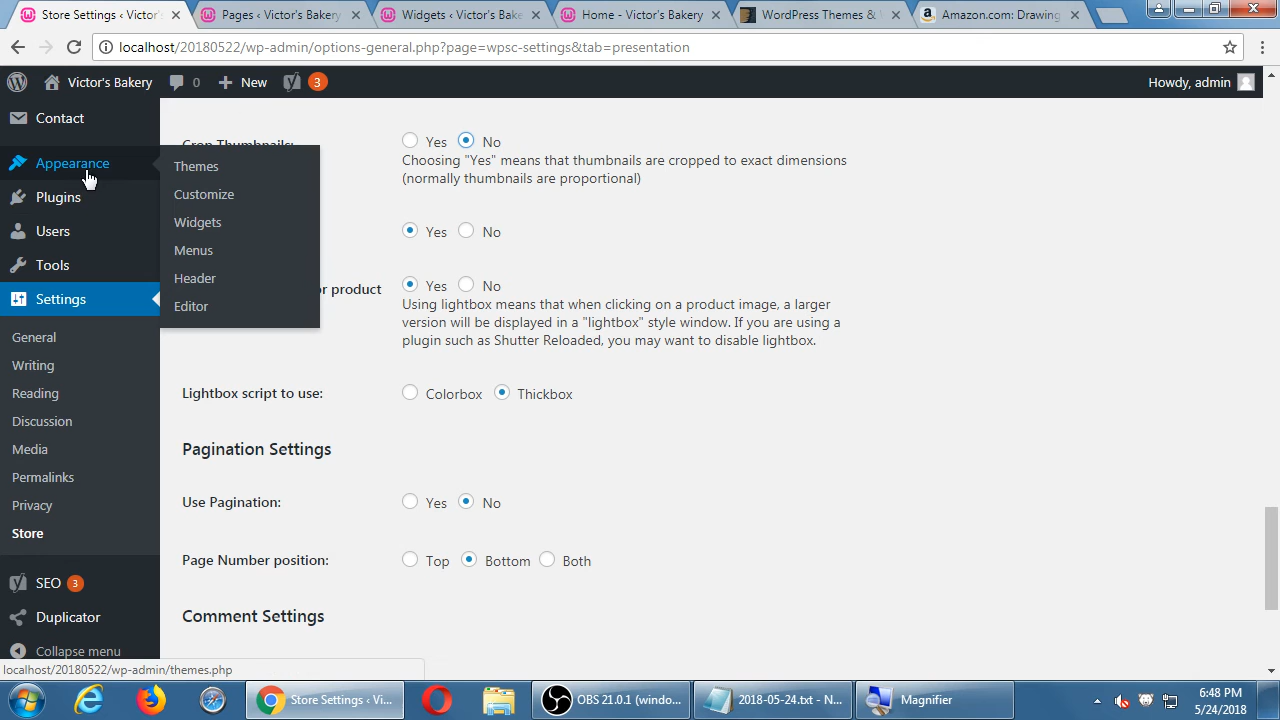 Store Settings ‹ Victor's
Pages ‹ Victor's Bakery
Widgets ‹ Victor's Bake
Home - Victor's Bakery
WordPress Themes &
Amazon.com: Drawing
localhost/20180522/wp-admin/options-general.php?page=wpsc-settings&tab=presentation
Victor's Bakery
0
New
3
Howdy, admin
Contact
Appearance
Plugins
Users
Tools
Settings
General
Writing
Reading
Discussion
Media
Permalinks
Privacy
Store
SEO 3
Duplicator
Collapse menu
Themes
Customize
Widgets
Menus
Header
Editor
Crop Thumbnails:
Yes No
Choosing "Yes" means that thumbnails are cropped to exact dimensions
(normally thumbnails are proportional)
Yes No
or product
Yes No
Using lightbox means that when clicking on a product image, a larger
version will be displayed in a "lightbox" style window. If you are using a
plugin such as Shutter Reloaded, you may want to disable lightbox.
Lightbox script to use:
Colorbox Thickbox
Pagination Settings
Use Pagination:
Yes No
Page Number position:
Top Bottom Both
Comment Settings
localhost/20180522/wp-admin/themes.php
Store Settings ‹ Vi...
OBS 21.0.1 (windo...
2018-05-24.txt - N...
Magnifier
6:48 PM
5/24/2018